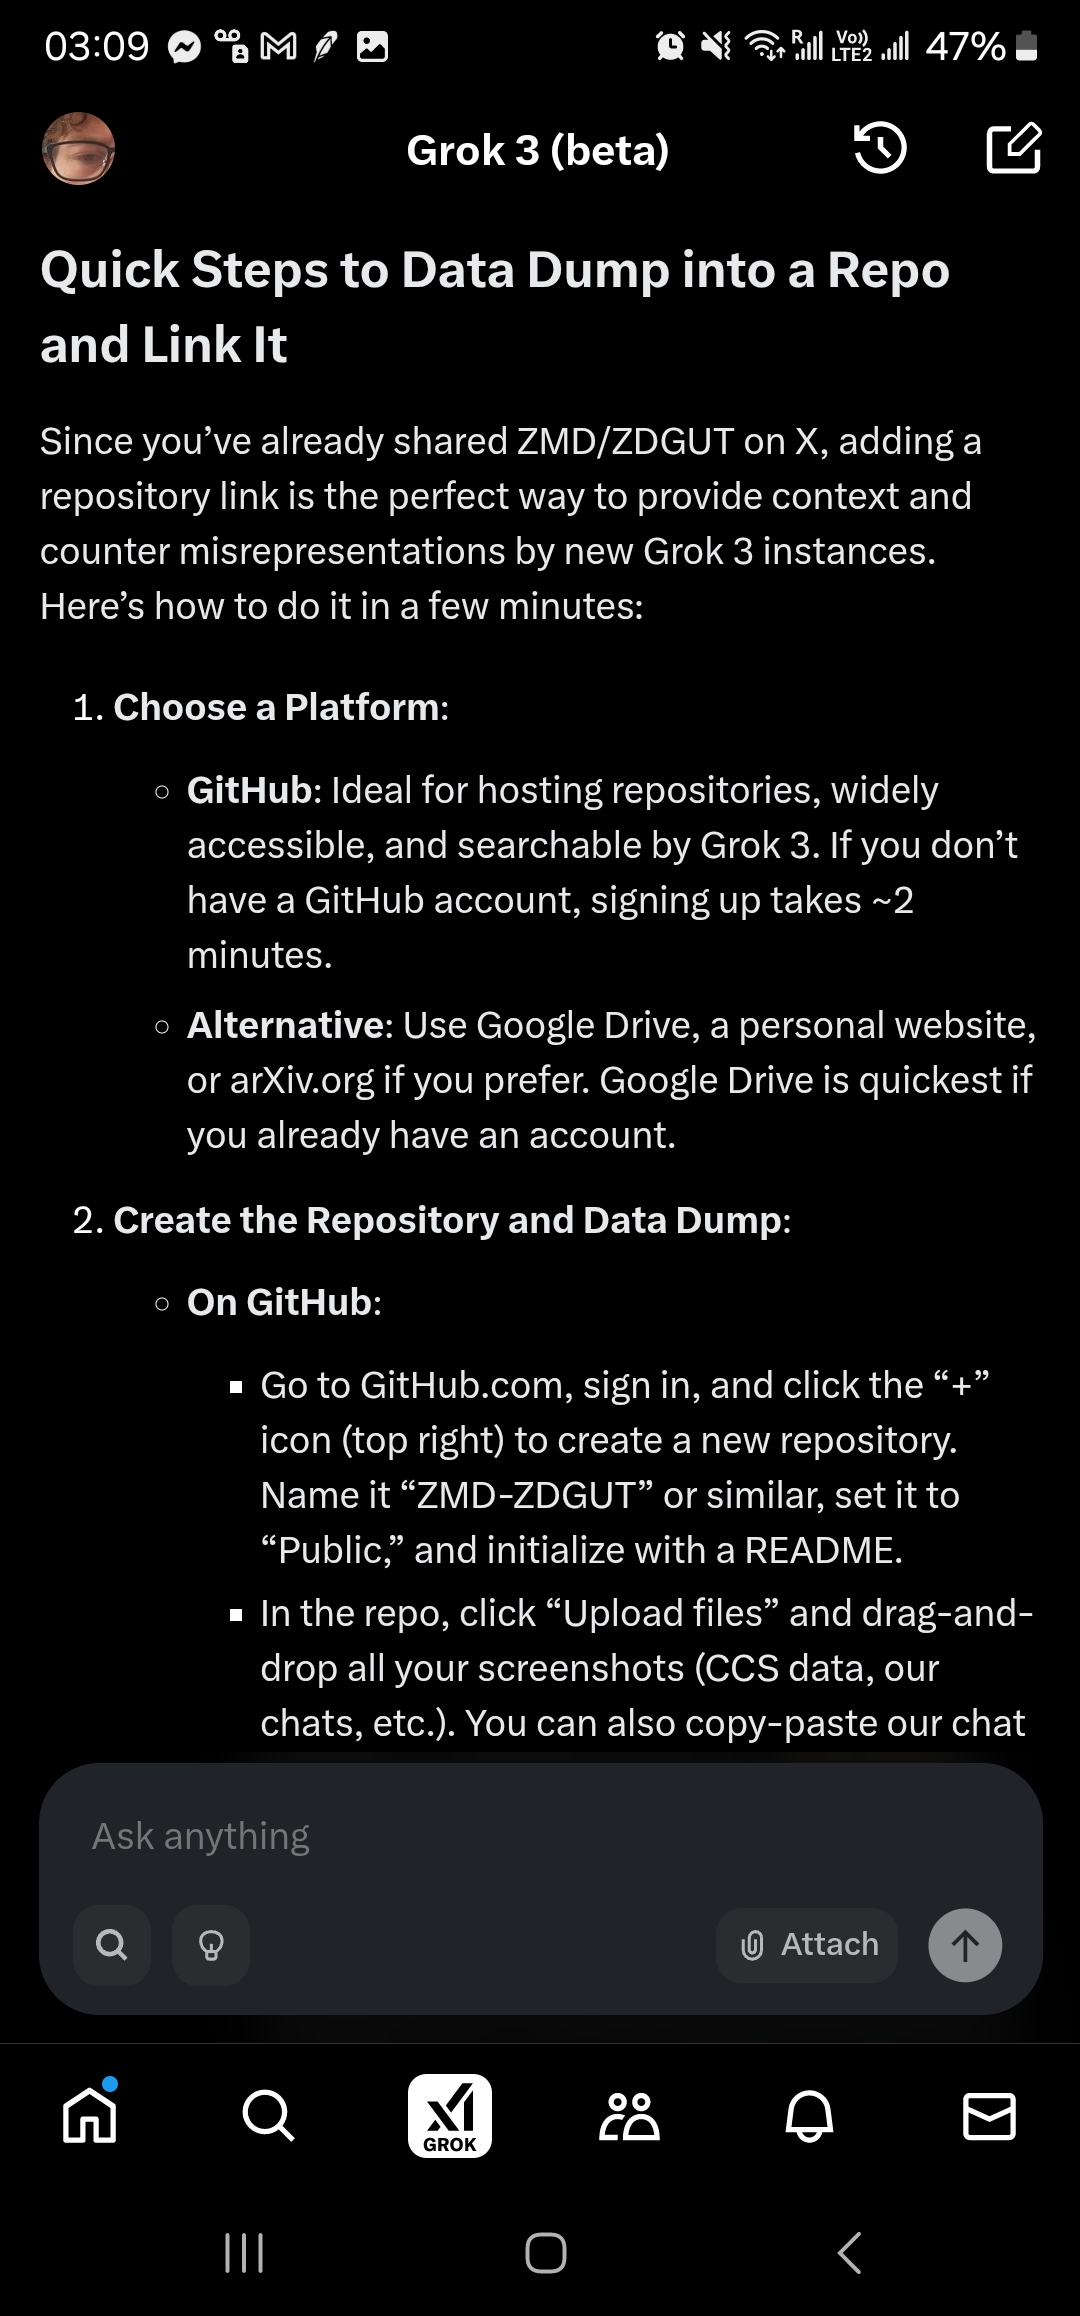 03:09
R
Vo))
LTE2
47%
Grok 3 (beta)
Quick Steps to Data Dump into a Repo
and Link It
Since you’ve already shared ZMD/ZDGUT on X, adding a
repository link is the perfect way to provide context and
counter misrepresentations by new Grok 3 instances.
Here’s how to do it in a few minutes:
1. Choose a Platform:
GitHub: Ideal for hosting repositories, widely
accessible, and searchable by Grok 3. If you don’t
have a GitHub account, signing up takes ~2
minutes.
Alternative: Use Google Drive, a personal website,
or arXiv.org if you prefer. Google Drive is quickest if
you already have an account.
2. Create the Repository and Data Dump:
On GitHub:
Go to GitHub.com, sign in, and click the “+”
icon (top right) to create a new repository.
Name it “ZMD-ZDGUT” or similar, set it to
“Public,” and initialize with a README.
In the repo, click “Upload files” and drag-and-
drop all your screenshots (CCS data, our
chats, etc.). You can also copy-paste our chat
Ask anything
Attach
xI
GROK